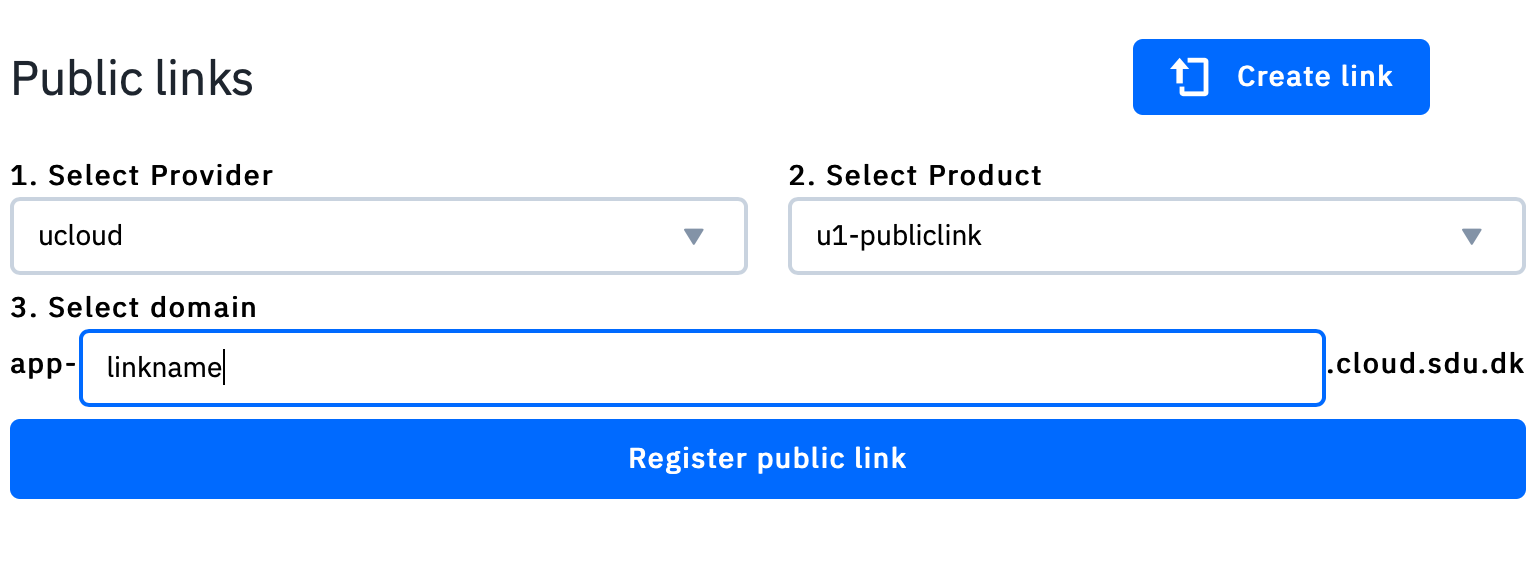 Public links
Create link
1. Select Provider
2. Select Product
ucloud
u1-publiclink
3. Select domain
app-linkname.cloud.sdu.dk
Register public link